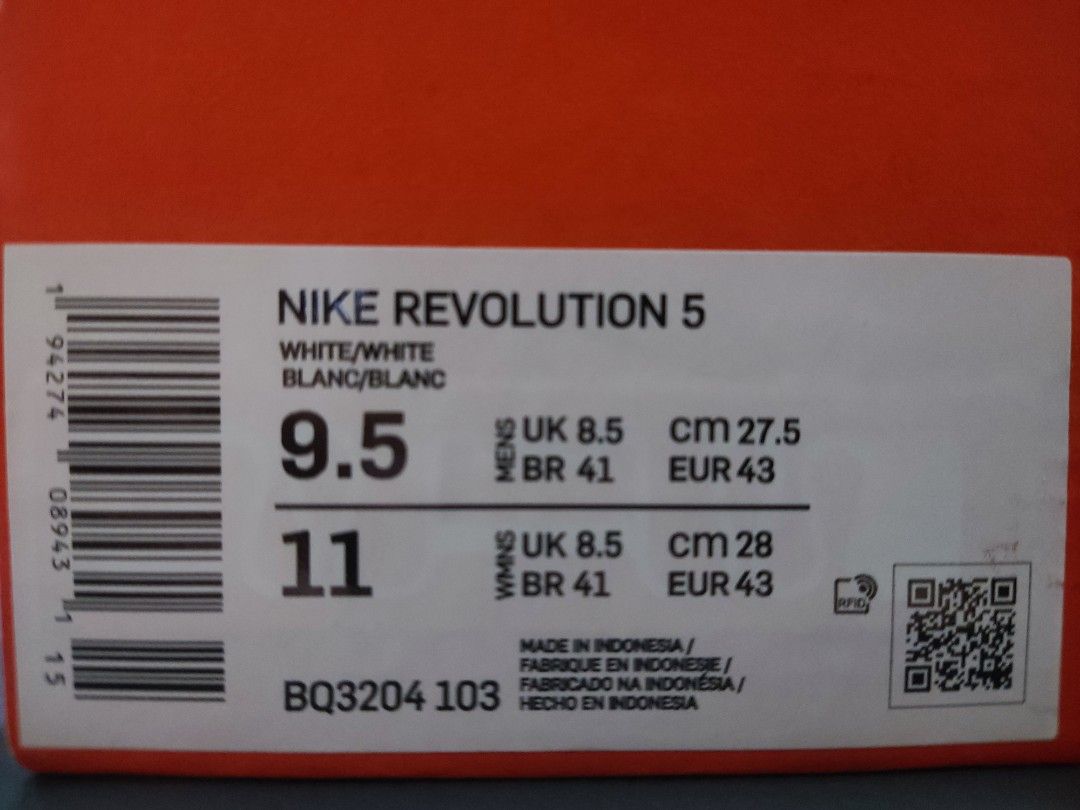 NIKE REVOLUTION 5
WHITE/WHITE
BLANC/BLANC
9.5
MENS
UK 8.5 CM 27.5
BR 41 EUR 43
11
WMNS
UK 8.5 CM 28
BR 41 EUR 43
BQ3204 103
MADE IN INDONESIA /
FABRIQUE EN INDONESIE /
FABRICADO NA INDONÉSIA /
HECHO EN INDONESIA
RFID
1 94274 08943 1 15